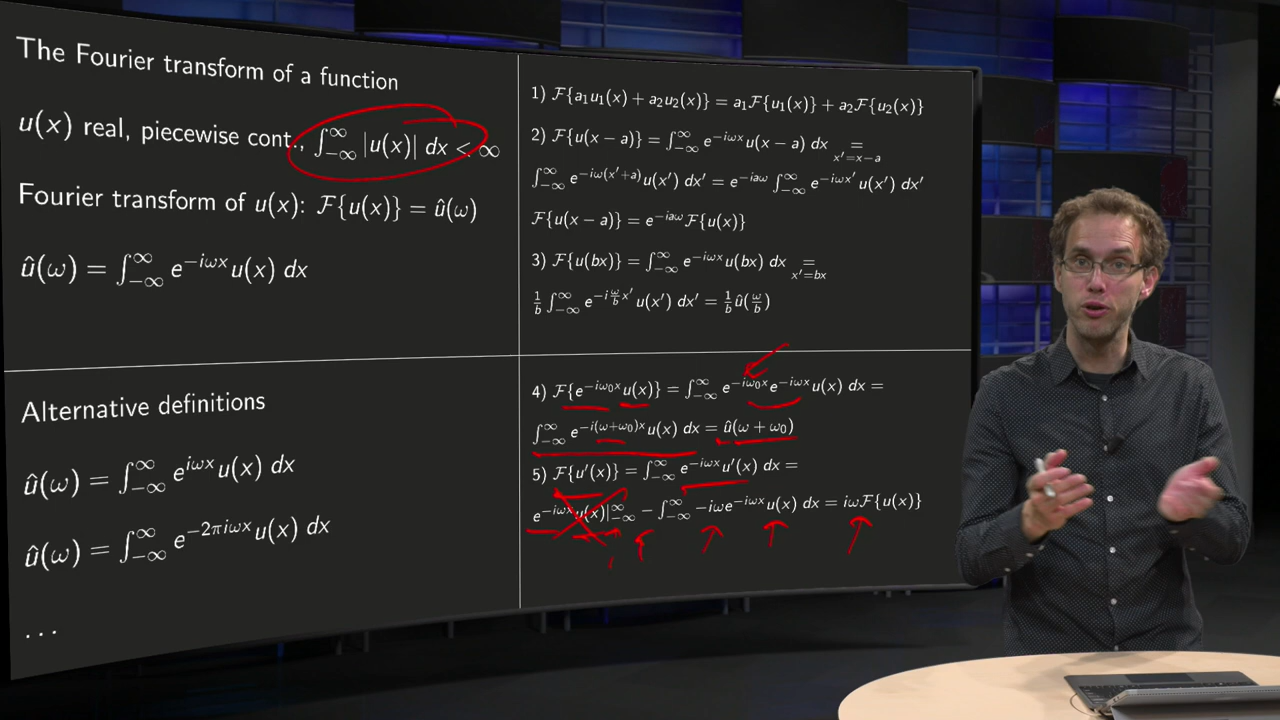 The Fourier transform of a function
u(x) real, piecewise cont., ∫_{-∞}^{∞} |u(x)| dx < ∞
Fourier transform of u(x): ℱ{u(x)} = û(ω)
û(ω) = ∫_{-∞}^{∞} e^{-iωx} u(x) dx
1) ℱ{a₁u₁(x) + a₂u₂(x)} = a₁ℱ{u₁(x)} + a₂ℱ{u₂(x)}
2) ℱ{u(x − a)} = ∫_{-∞}^{∞} e^{-iωx} u(x − a) dx =_{x'=x−a}
∫_{-∞}^{∞} e^{-iω(x'+a)} u(x') dx' = e^{-iaω} ∫_{-∞}^{∞} e^{-iωx'} u(x') dx'
ℱ{u(x − a)} = e^{-iaω} ℱ{u(x)}
3) ℱ{u(bx)} = ∫_{-∞}^{∞} e^{-iωx} u(bx) dx =_{x'=bx}
1/b ∫_{-∞}^{∞} e^{-i(ω/b)x'} u(x') dx' = 1/b û(ω/b)
Alternative definitions
û(ω) = ∫_{-∞}^{∞} e^{iωx} u(x) dx
û(ω) = ∫_{-∞}^{∞} e^{-2πiωx} u(x) dx
...
4) ℱ{e^{-iω₀x} u(x)} = ∫_{-∞}^{∞} e^{-iω₀x} e^{-iωx} u(x) dx =
∫_{-∞}^{∞} e^{-i(ω+ω₀)x} u(x) dx = û(ω + ω₀)
5) ℱ{u'(x)} = ∫_{-∞}^{∞} e^{-iωx} u'(x) dx =
e^{-iωx} u(x)|_{-∞}^{∞} − ∫_{-∞}^{∞} −iωe^{-iωx} u(x) dx = iωℱ{u(x)}